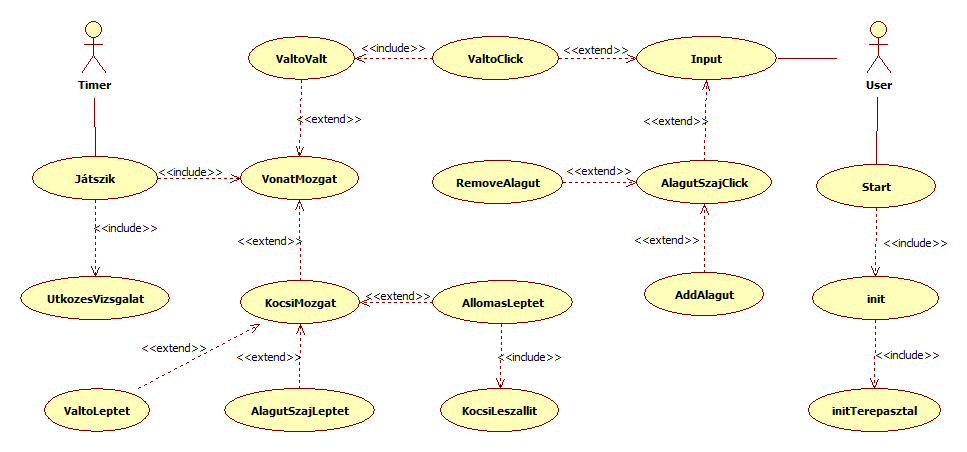 ValtoValt
<<include>>
ValtoClick
<<extend>>
Input
Timer
User
<<extend>>
<<extend>>
Játszik
<<include>>
VonatMozgat
RemoveAlagut
<<extend>>
AlagutSzajClick
Start
<<include>>
<<extend>>
<<extend>>
<<include>>
UtkozesVizsgalat
KocsiMozgat
<<extend>>
AllomasLeptet
AddAlagut
init
<<extend>>
<<extend>>
<<include>>
<<include>>
ValtoLeptet
AlagutSzajLeptet
KocsiLeszallit
initTerepasztal